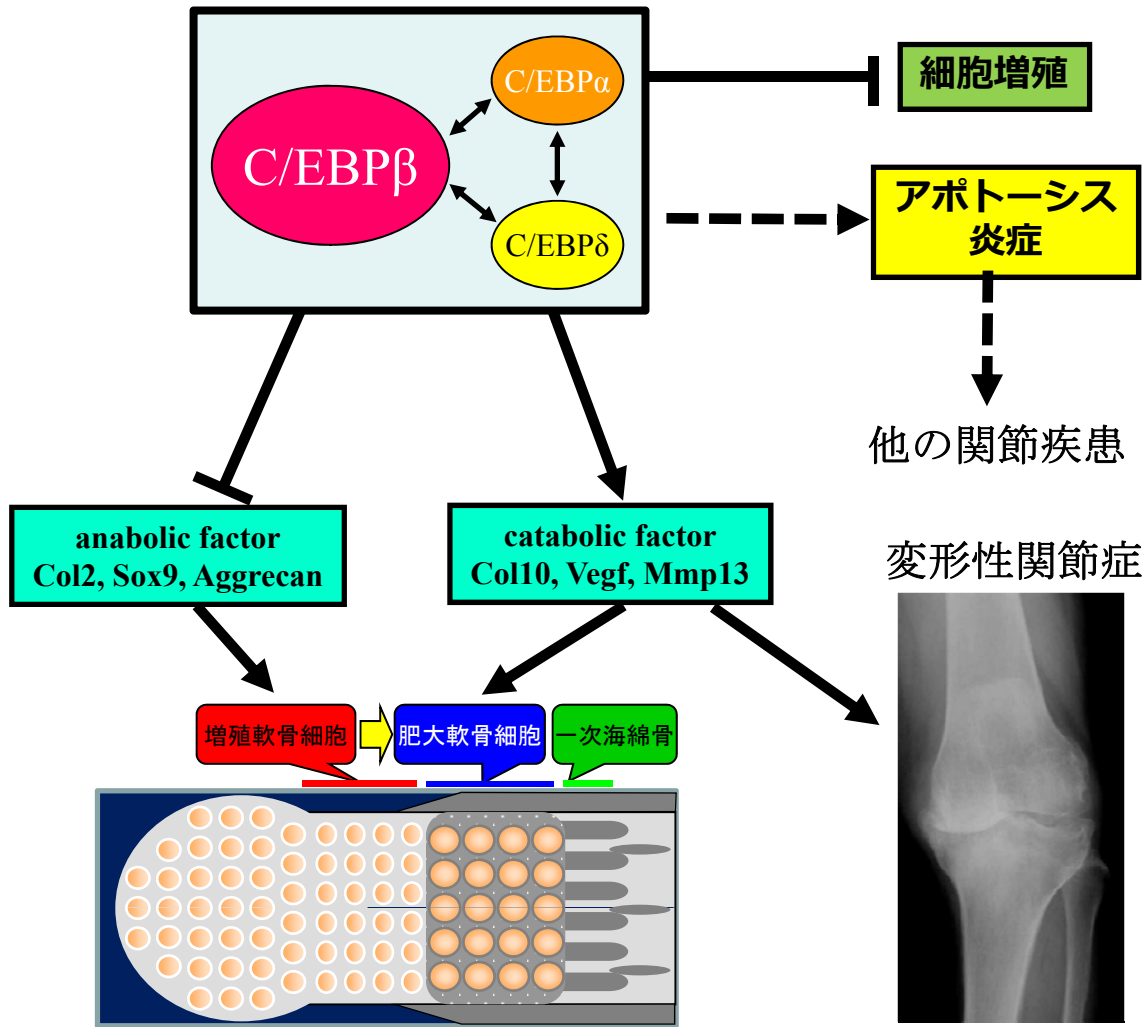 C/EBPα
C/EBPβ
C/EBPδ
細胞増殖
アポトーシス
炎症
他の関節疾患
anabolic factor
Col2, Sox9, Aggrecan
catabolic factor
Col10, Vegf, Mmp13
変形性関節症
増殖軟骨細胞
肥大軟骨細胞
一次海綿骨